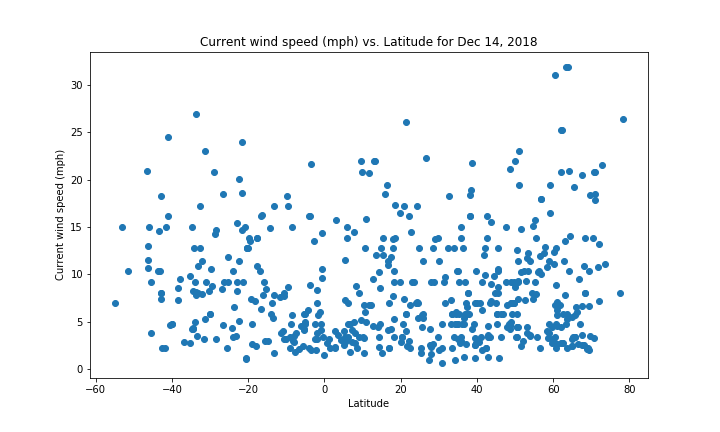 Current wind speed (mph) vs. Latitude for Dec 14, 2018
30
25
20
15
10
5
0
Current wind speed (mph)
−60 −40 −20 0 20 40 60 80
Latitude